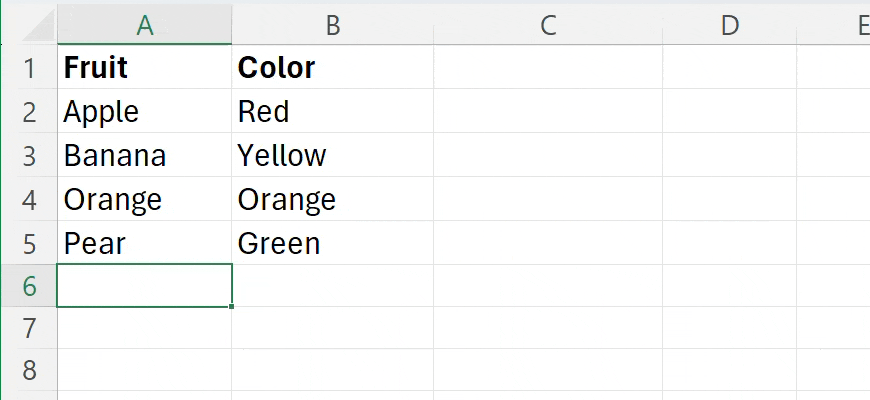 A B C D E
1 Fruit Color
2 Apple Red
3 Banana Yellow
4 Orange Orange
5 Pear Green
6
7
8